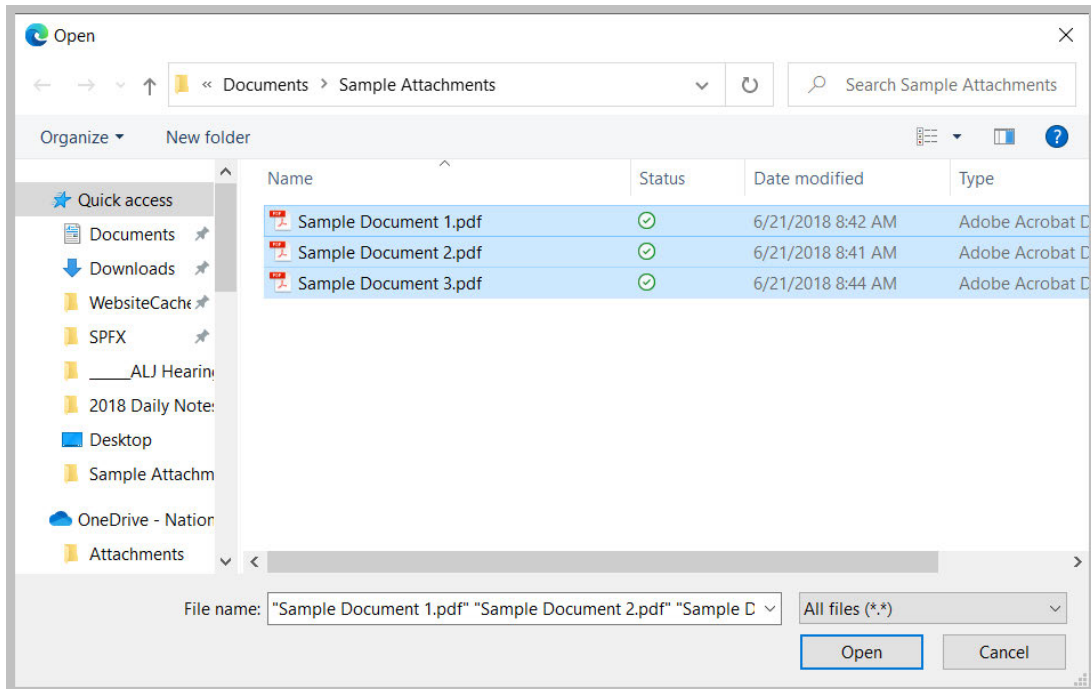 Open
« Documents > Sample Attachments
Search Sample Attachments
Organize
New folder
Name Status Date modified Type
Sample Document 1.pdf 6/21/2018 8:42 AM Adobe Acrobat D
Sample Document 2.pdf 6/21/2018 8:41 AM Adobe Acrobat D
Sample Document 3.pdf 6/21/2018 8:44 AM Adobe Acrobat D
Quick access
Documents
Downloads
WebsiteCache
SPFX
_____ALJ Hearing
2018 Daily Notes
Desktop
Sample Attachm
OneDrive - Nation
Attachments
File name: "Sample Document 1.pdf" "Sample Document 2.pdf" "Sample D
All files (*.*)
Open Cancel